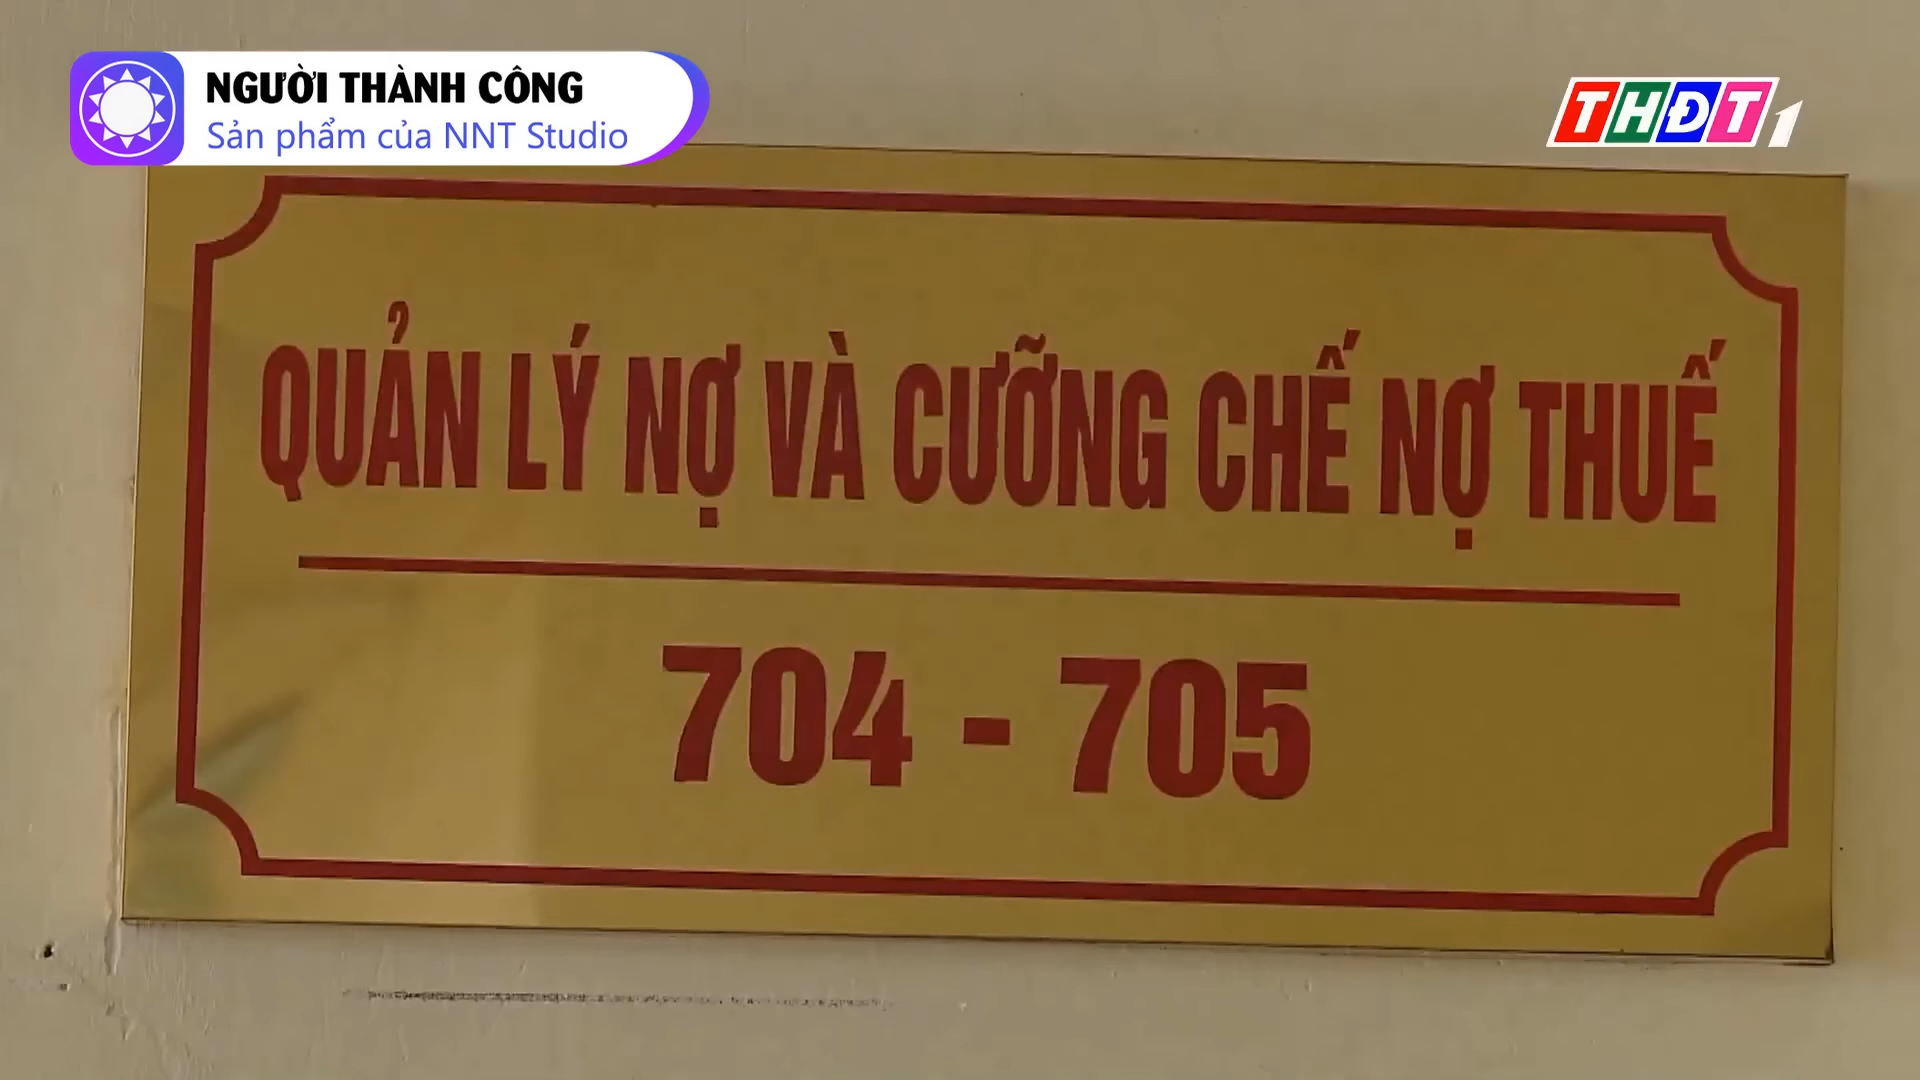 NGƯỜI THÀNH CÔNG
Sản phẩm của NNT Studio
THĐT1
QUẢN LÝ NỢ VÀ CƯỠNG CHẾ NỢ THUẾ
704 - 705